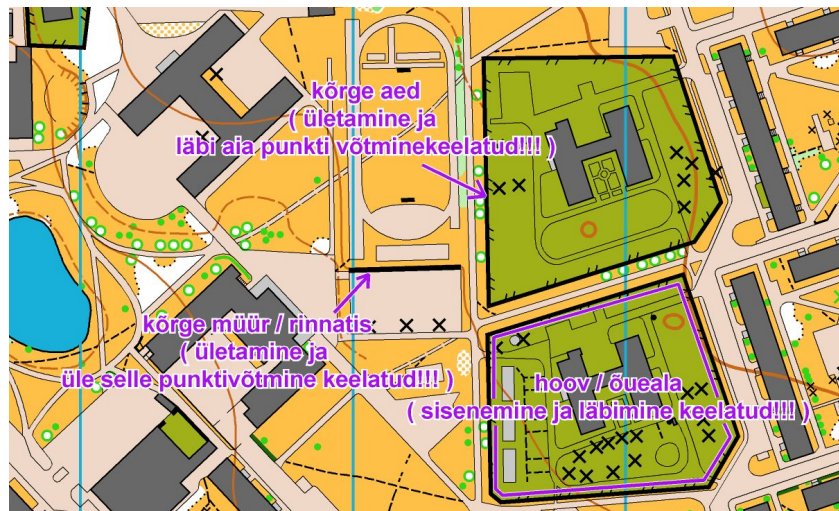 kõrge aed
( ületamine ja
läbi aia punkti võtminekeelatud!!! )
kõrge müür / rinnatis
( ületamine ja
üle selle punktivõtmine keelatud!!! )
hoov / õueala
( sisenemine ja läbimine keelatud!!! )